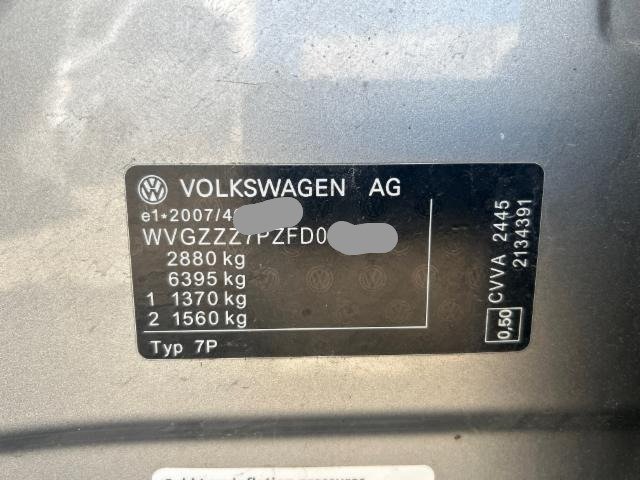 VOLKSWAGEN AG
e1*2007/4
WVGZZZ7PZFD0
2880 kg
6395 kg
1 1370 kg
2 1560 kg
Typ 7P
CVVA 2445
2134391
0,50